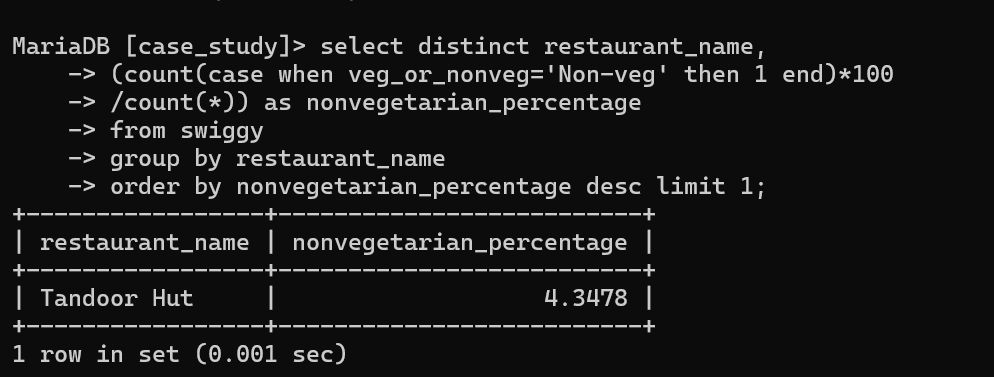 MariaDB [case_study]> select distinct restaurant_name,
    -> (count(case when veg_or_nonveg='Non-veg' then 1 end)*100
    -> /count(*)) as nonvegetarian_percentage
    -> from swiggy
    -> group by restaurant_name
    -> order by nonvegetarian_percentage desc limit 1;
+-----------------+--------------------------+
| restaurant_name | nonvegetarian_percentage |
+-----------------+--------------------------+
| Tandoor Hut     |                   4.3478 |
+-----------------+--------------------------+
1 row in set (0.001 sec)